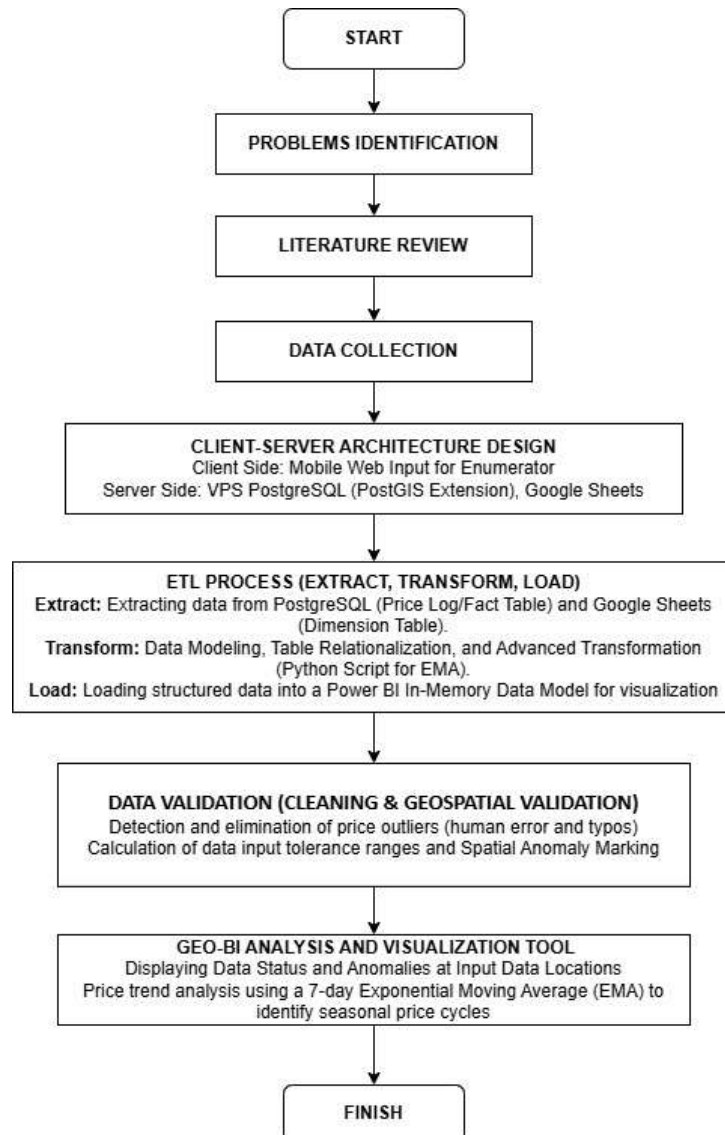 START
PROBLEMS IDENTIFICATION
LITERATURE REVIEW
DATA COLLECTION
CLIENT-SERVER ARCHITECTURE DESIGN
Client Side: Mobile Web Input for Enumerator
Server Side: VPS PostgreSQL (PostGIS Extension), Google Sheets
ETL PROCESS (EXTRACT, TRANSFORM, LOAD)
Extract: Extracting data from PostgreSQL (Price Log/Fact Table) and Google Sheets
(Dimension Table).
Transform: Data Modeling, Table Relationalization, and Advanced Transformation
(Python Script for EMA).
Load: Loading structured data into a Power BI In-Memory Data Model for visualization
DATA VALIDATION (CLEANING & GEOSPATIAL VALIDATION)
Detection and elimination of price outliers (human error and typos)
Calculation of data input tolerance ranges and Spatial Anomaly Marking
GEO-BI ANALYSIS AND VISUALIZATION TOOL
Displaying Data Status and Anomalies at Input Data Locations
Price trend analysis using a 7-day Exponential Moving Average (EMA) to
identify seasonal price cycles
FINISH